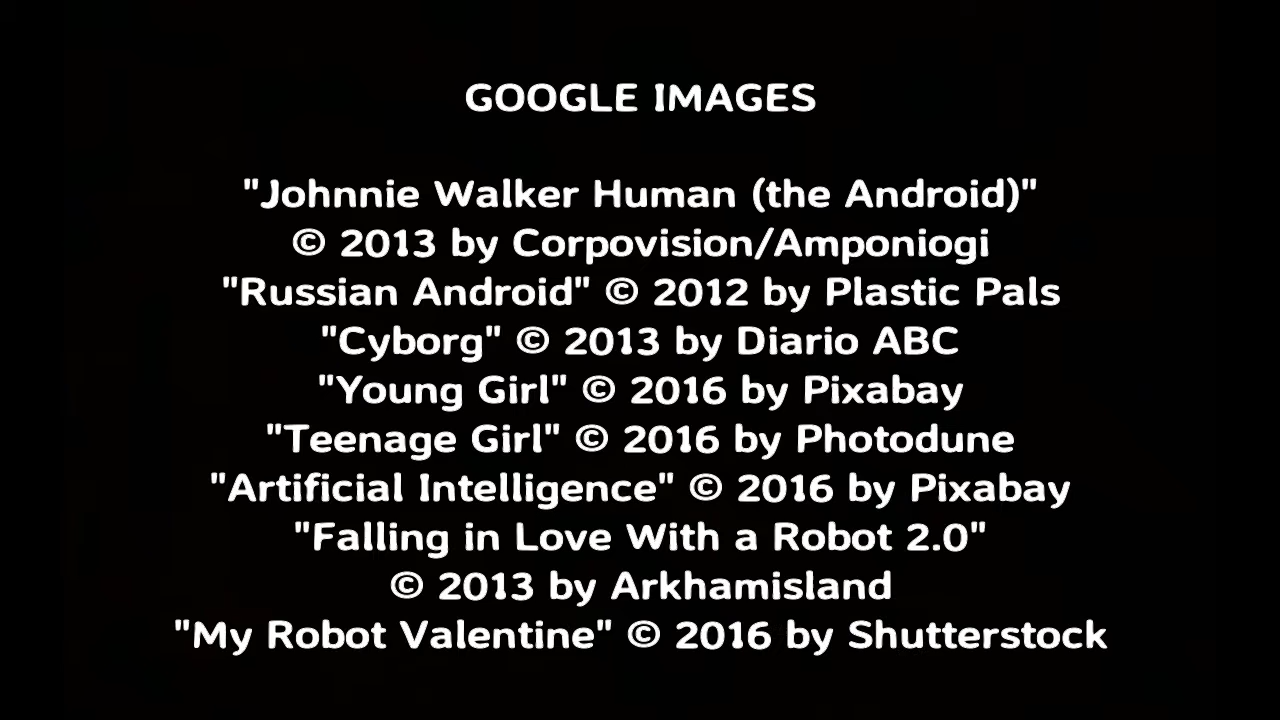 GOOGLE IMAGES
"Johnnie Walker Human (the Android)"
© 2013 by Corpovision/Amponiogi
"Russian Android" © 2012 by Plastic Pals
"Cyborg" © 2013 by Diario ABC
"Young Girl" © 2016 by Pixabay
"Teenage Girl" © 2016 by Photodune
"Artificial Intelligence" © 2016 by Pixabay
"Falling in Love With a Robot 2.0"
© 2013 by Arkhamisland
"My Robot Valentine" © 2016 by Shutterstock